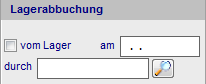 Lagerabbuchung
vom Lager am . .
durch